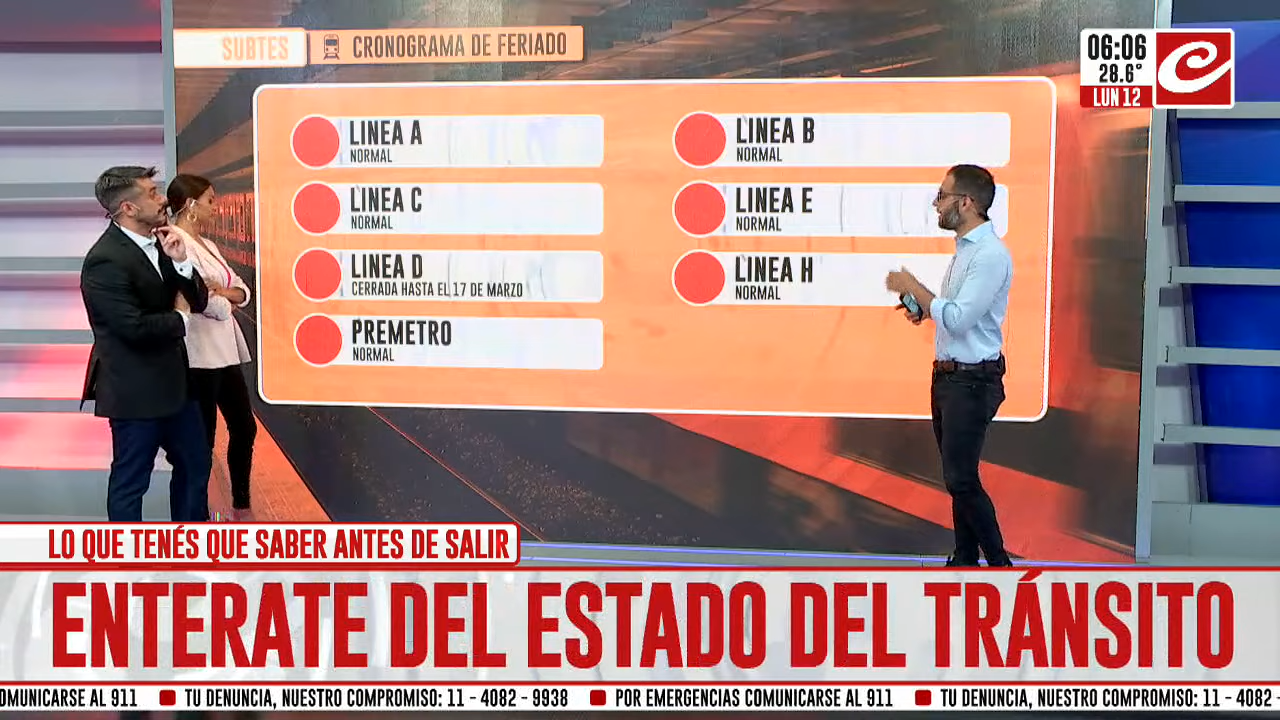 SUBTES
CRONOGRAMA DE FERIADO
06:06
28.6°
LUN 12
LINEA A
NORMAL
LINEA B
NORMAL
LINEA C
NORMAL
LINEA E
NORMAL
LINEA D
CERRADA HASTA EL 17 DE MARZO
LINEA H
NORMAL
PREMETRO
NORMAL
LO QUE TENÉS QUE SABER ANTES DE SALIR
ENTERATE DEL ESTADO DEL TRÁNSITO
COMUNICARSE AL 911 TU DENUNCIA, NUESTRO COMPROMISO: 11 - 4082 - 9938 POR EMERGENCIAS COMUNICARSE AL 911 TU DENUNCIA, NUESTRO COMPROMISO: 11 - 4082 -